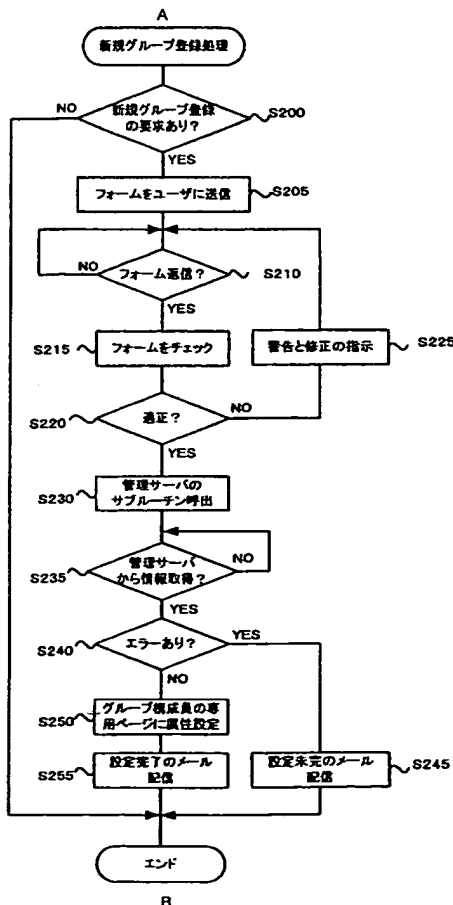 A
新規グループ登録処理
NO
新規グループ登録
の要求あり?
S200
YES
フォームをユーザに送信
S205
NO
フォーム返信?
S210
YES
S215
フォームをチェック
警告と修正の指示
S225
S220
適正?
NO
YES
S230
管理サーバの
サブルーチン呼出
S235
管理サーバ
から情報取得?
NO
YES
S240
エラーあり?
YES
NO
S250
グループ構成員の専
用ページに属性設定
S255
設定完了のメール
配信
設定未完のメール
配信
S245
エンド
B